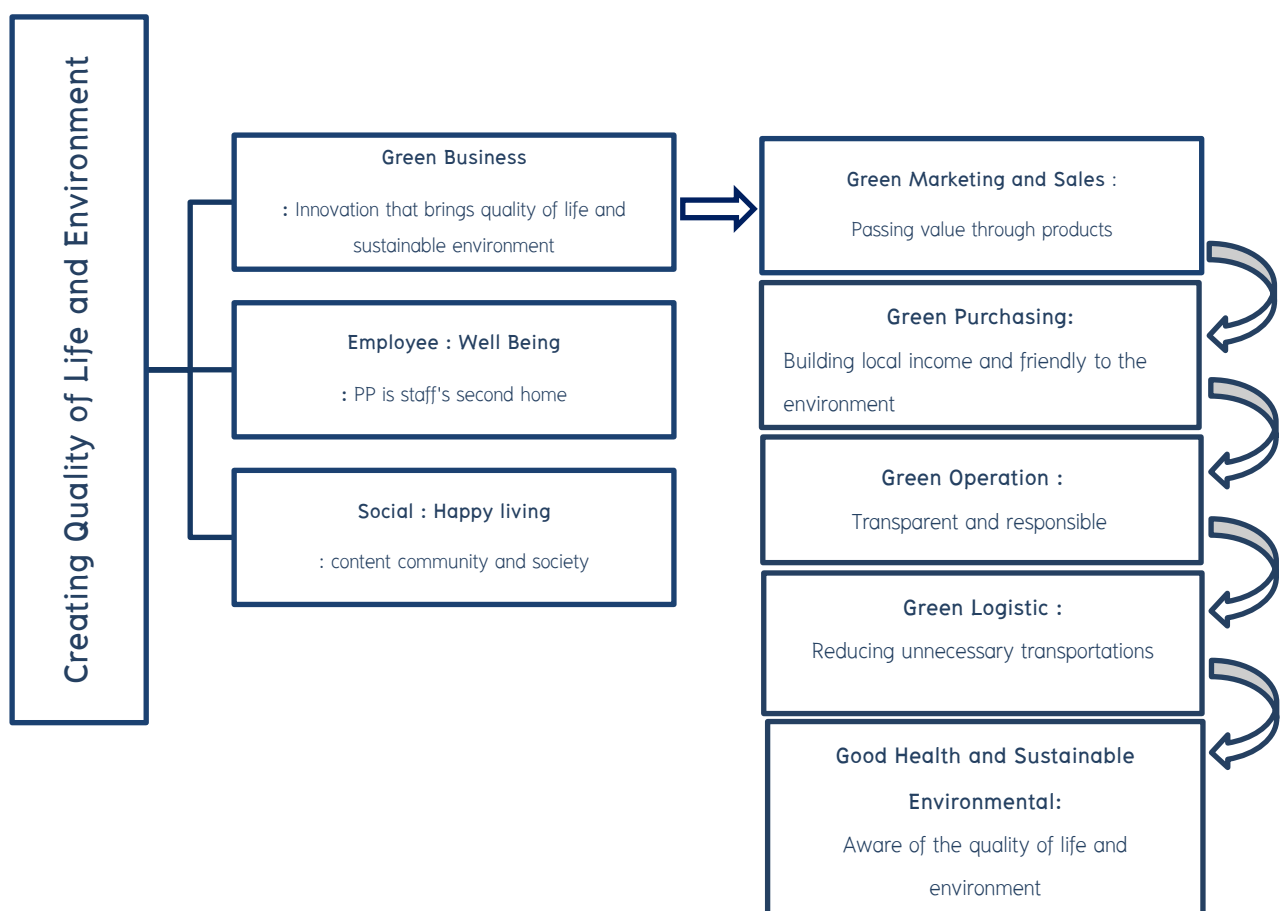 Creating Quality of Life and Environment
Green Business
: Innovation that brings quality of life and
sustainable environment
Employee : Well Being
: PP is staff's second home
Social : Happy living
: content community and society
Green Marketing and Sales :
Passing value through products
Green Purchasing:
Building local income and friendly to the
environment
Green Operation :
Transparent and responsible
Green Logistic :
Reducing unnecessary transportations
Good Health and Sustainable
Environmental:
Aware of the quality of life and
environment